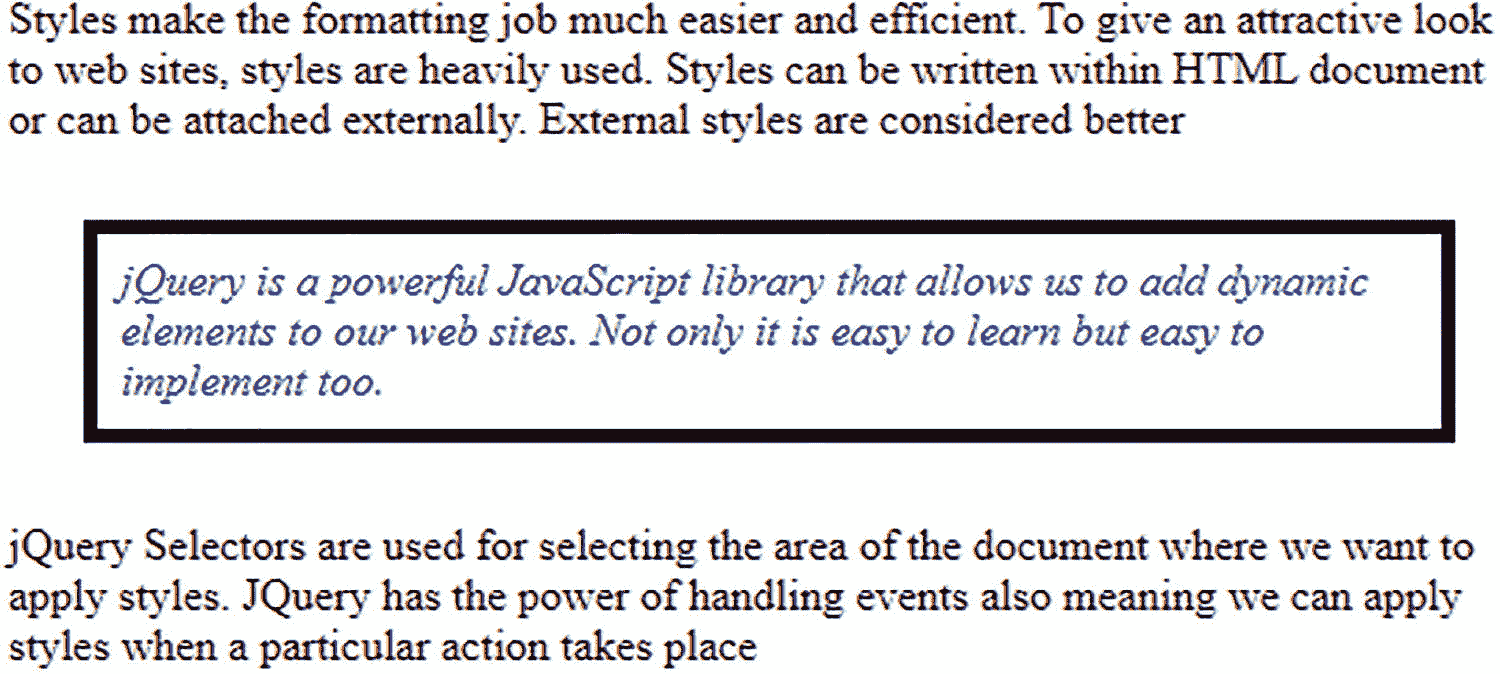 Styles make the formatting job much easier and efficient. To give an attractive look
to web sites, styles are heavily used. Styles can be written within HTML document
or can be attached externally. External styles are considered better
jQuery is a powerful JavaScript library that allows us to add dynamic
elements to our web sites. Not only it is easy to learn but easy to
implement too.
jQuery Selectors are used for selecting the area of the document where we want to
apply styles. JQuery has the power of handling events also meaning we can apply
styles when a particular action takes place